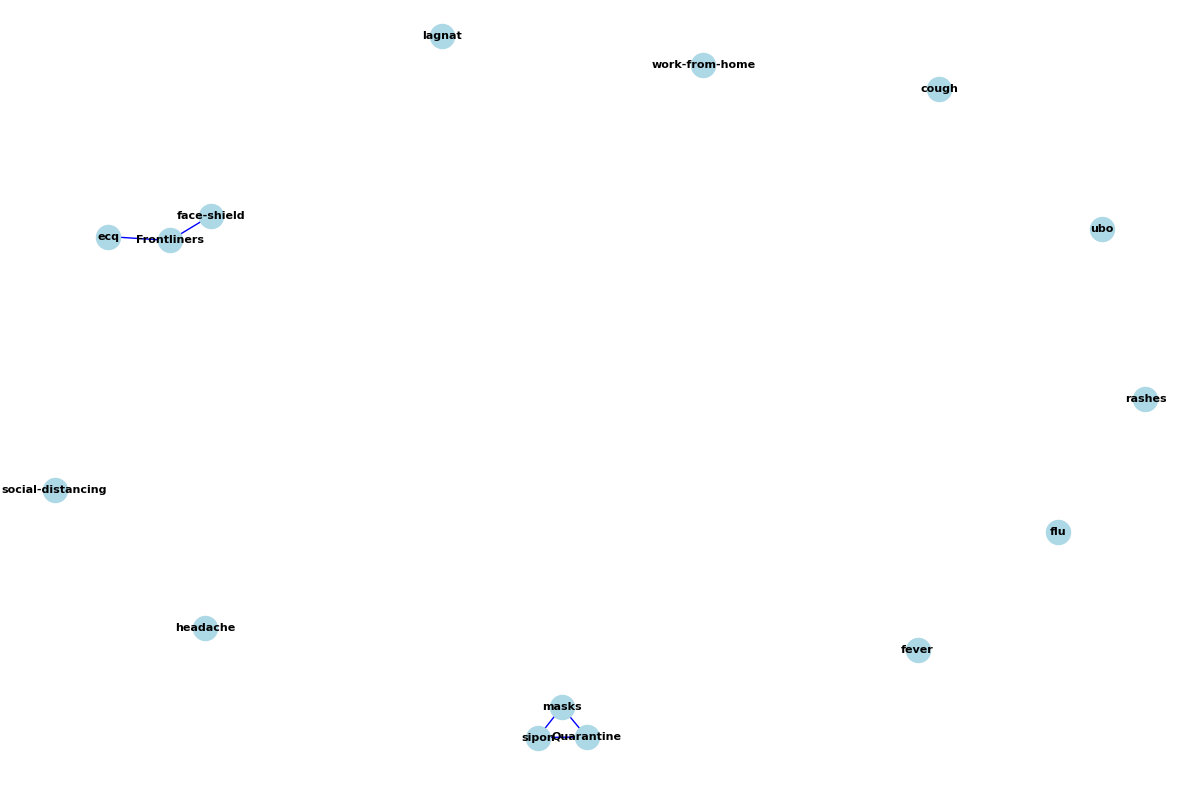 lagnat
work-from-home
cough
face-shield
ubo
ecq
Frontliners
rashes
social-distancing
flu
headache
fever
masks
sipon
Quarantine